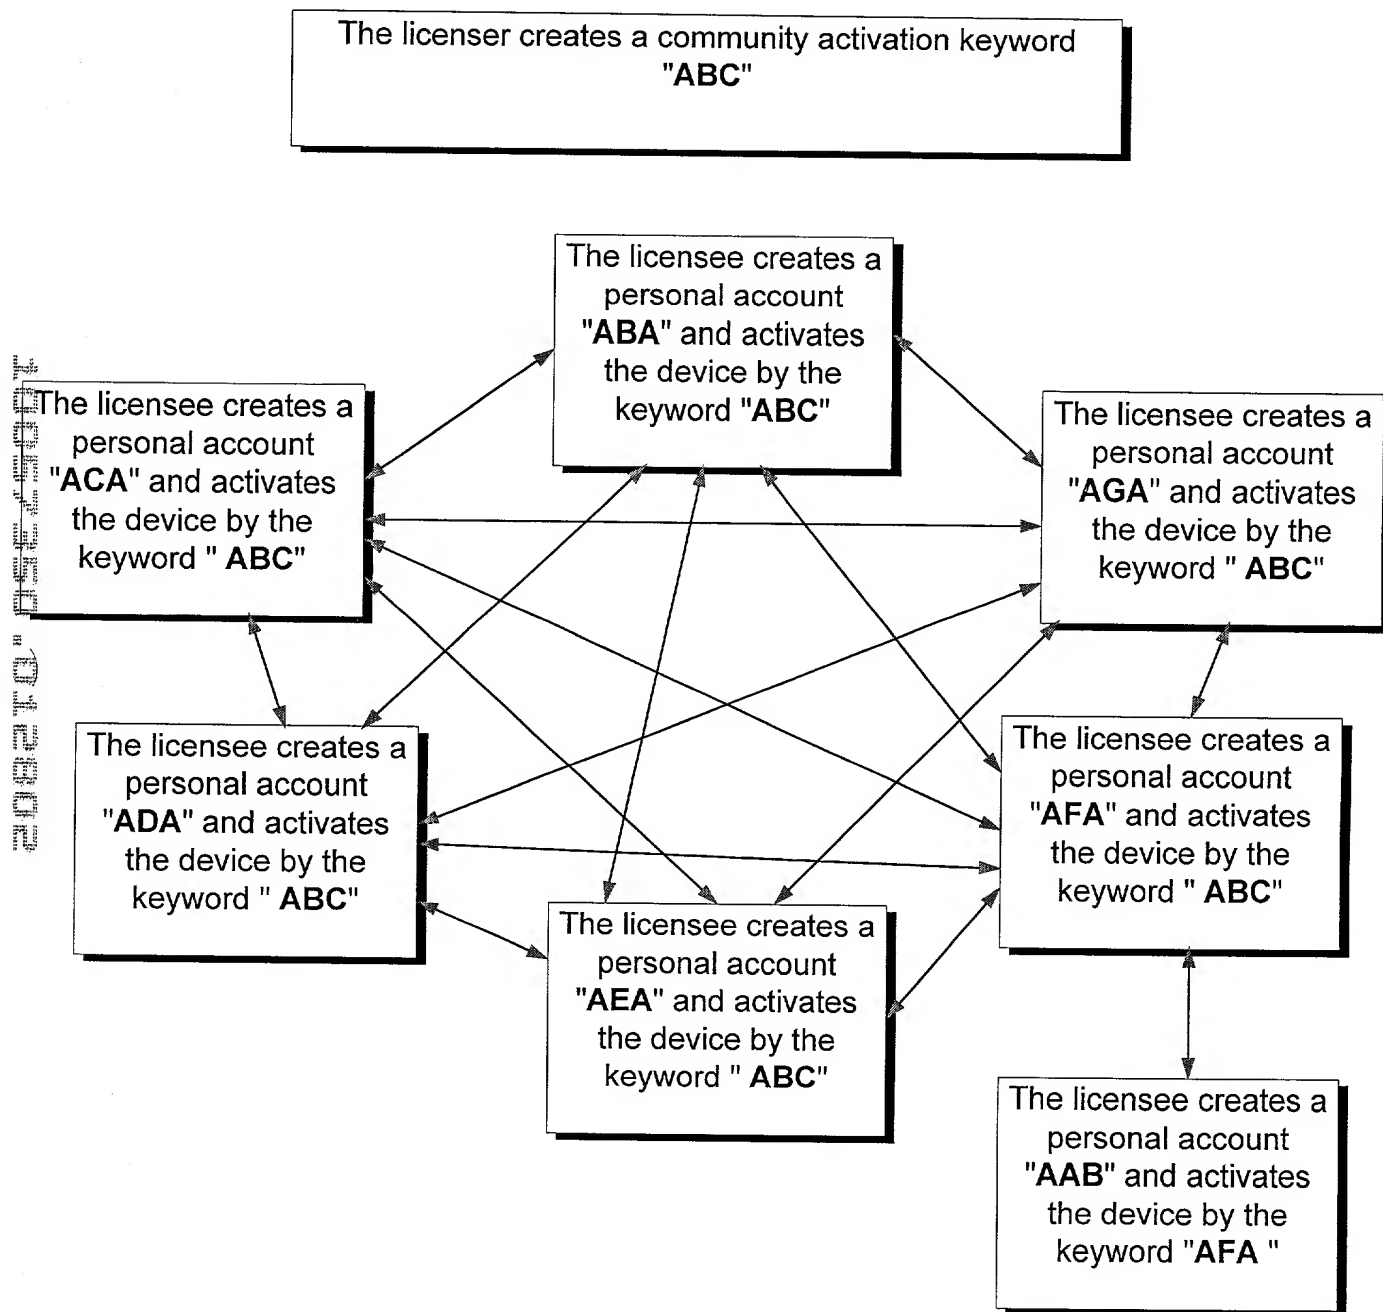 The licenser creates a community activation keyword
"ABC"
The licensee creates a
personal account
"ABA" and activates
the device by the
keyword "ABC"
The licensee creates a
personal account
"ACA" and activates
the device by the
keyword " ABC"
The licensee creates a
personal account
"AGA" and activates
the device by the
keyword " ABC"
The licensee creates a
personal account
"ADA" and activates
the device by the
keyword " ABC"
The licensee creates a
personal account
"AFA" and activates
the device by the
keyword " ABC"
The licensee creates a
personal account
"AEA" and activates
the device by the
keyword " ABC"
The licensee creates a
personal account
"AAB" and activates
the device by the
keyword "AFA "